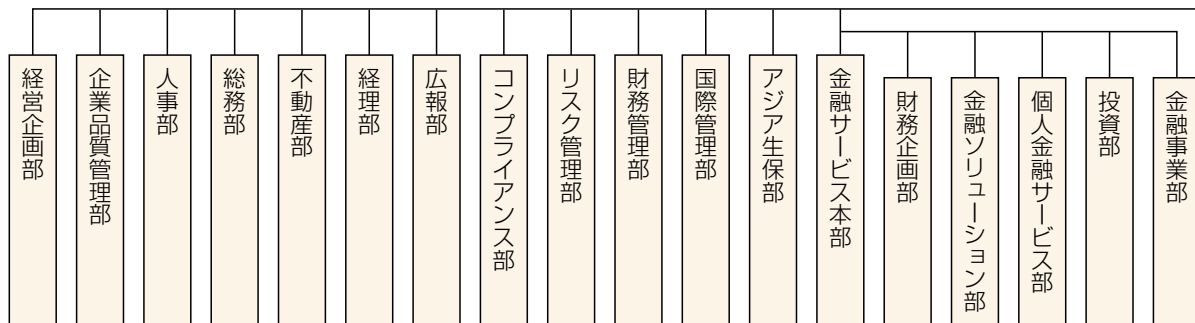 経営企画部
企業品質管理部
人事部
総務部
不動産部
経理部
広報部
コンプライアンス部
リスク管理部
財務管理部
国際管理部
アジア生保部
金融サービス本部
財務企画部
金融ソリューション部
個人金融サービス部
投資部
金融事業部